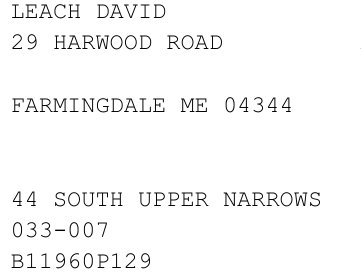 LEACH DAVID
29 HARWOOD ROAD
FARMINGDALE ME 04344
44 SOUTH UPPER NARROWS
033-007
B11960P129